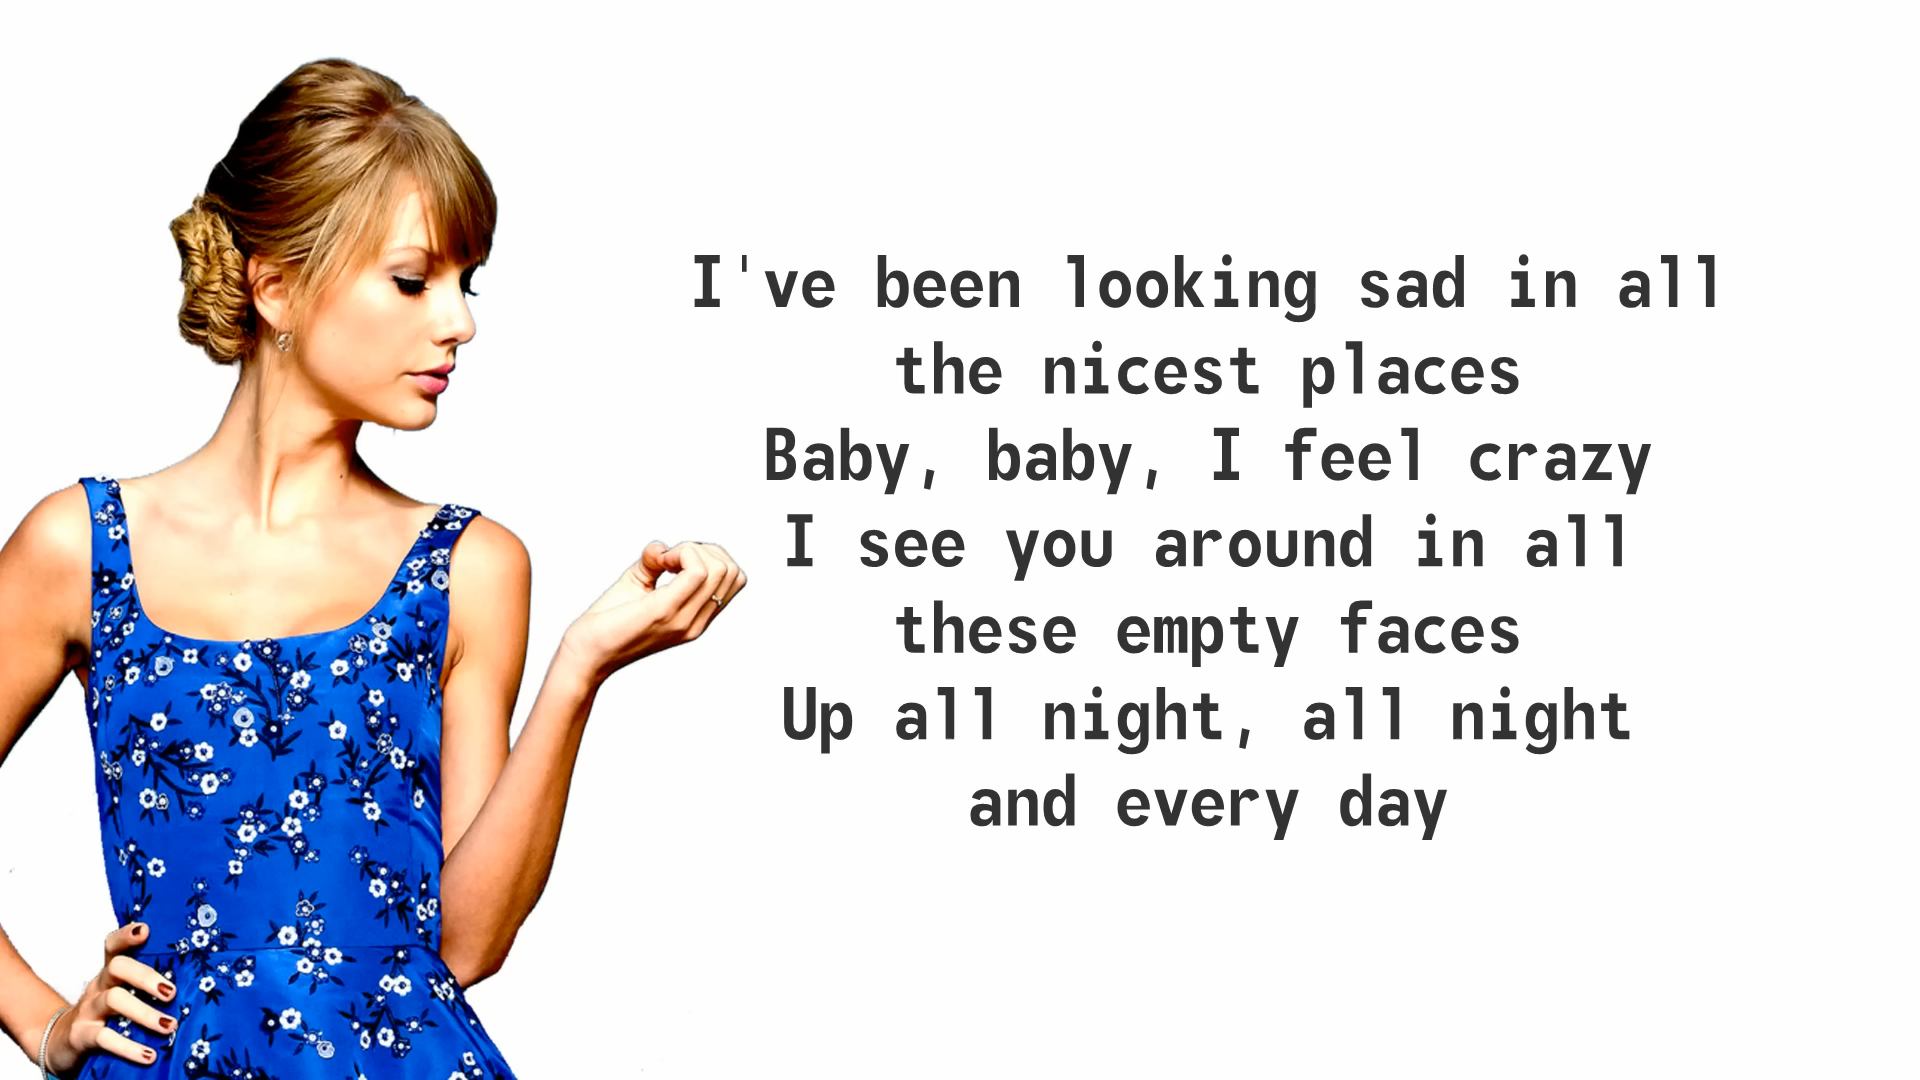 I've been looking sad in all
the nicest places
Baby, baby, I feel crazy
I see you around in all
these empty faces
Up all night, all night
and every day